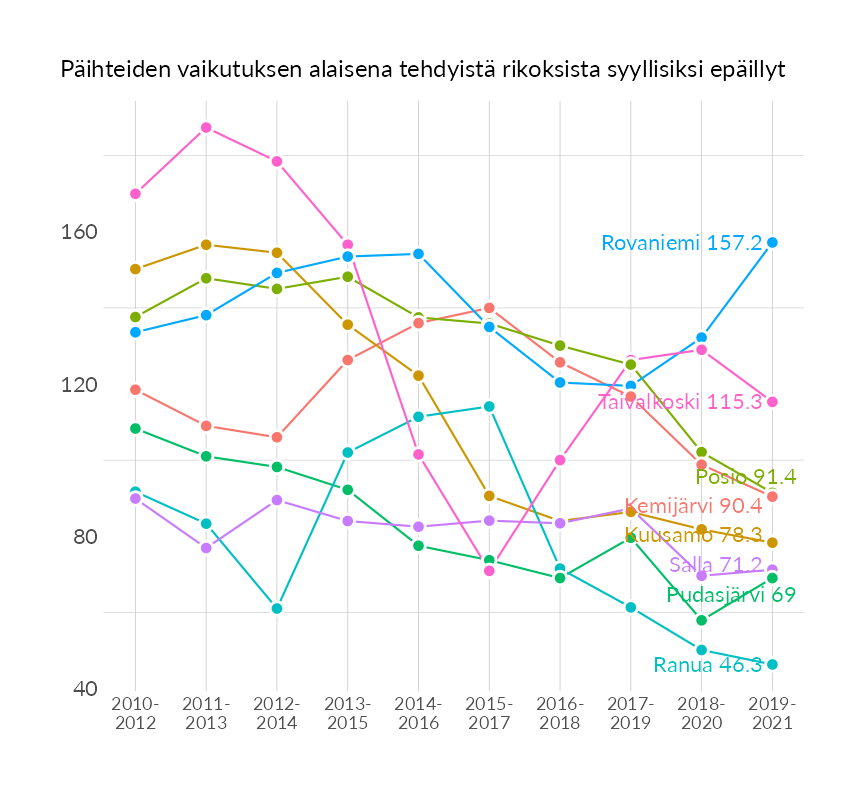 Päihteiden vaikutuksen alaisena tehdyistä rikoksista syyllisiksi epäillyt
160
120
80
40
Rovaniemi 157.2
Taivalkoski 115.3
Posio 91.4
Kemijärvi 90.4
Kuusamo 78.3
Salla 71.2
Pudasjärvi 69
Ranua 46.3
2010-
2012
2011-
2013
2012-
2014
2013-
2015
2014-
2016
2015-
2017
2016-
2018
2017-
2019
2018-
2020
2019-
2021